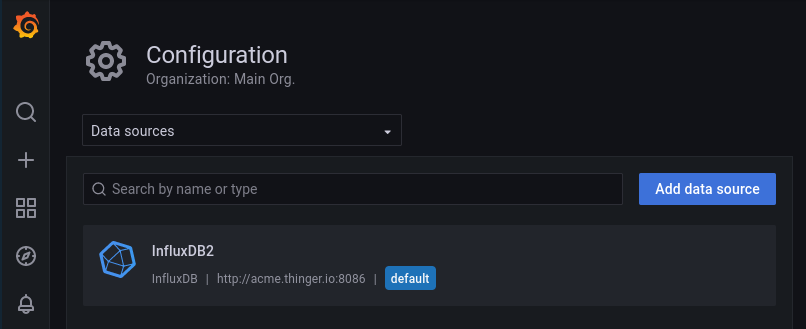 Configuration
Organization: Main Org.
Data sources
Search by name or type
Add data source
InfluxDB2
InfluxDB | http://acme.thinger.io:8086 | default